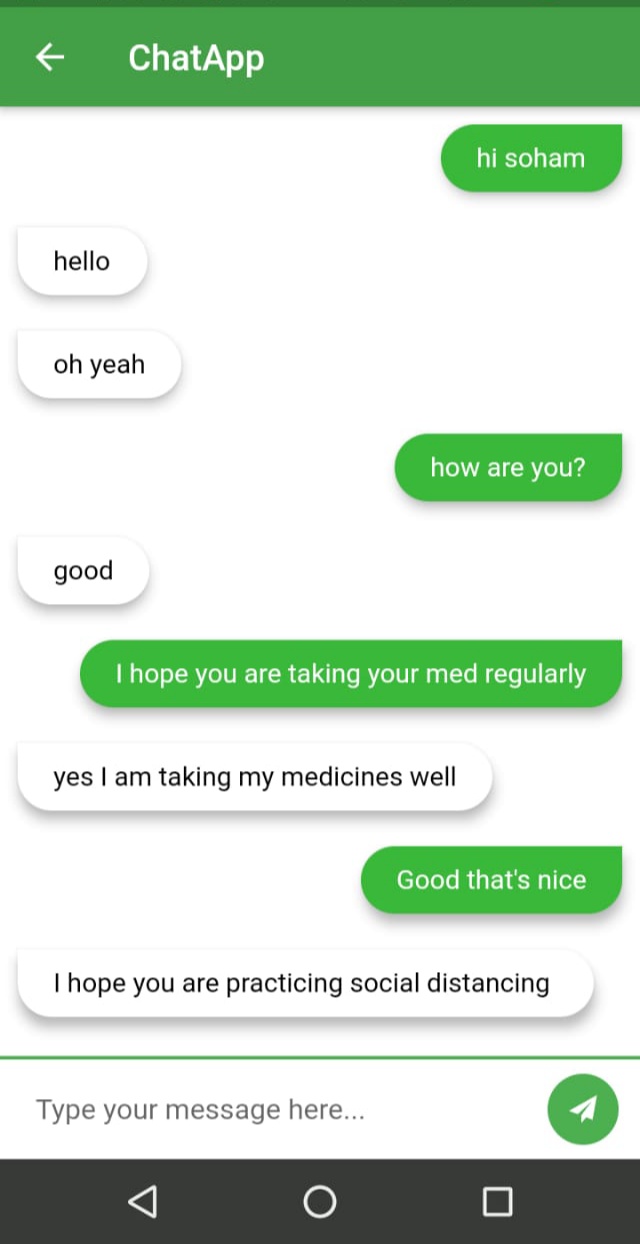 ChatApp
hi soham
hello
oh yeah
how are you?
good
I hope you are taking your med regularly
yes I am taking my medicines well
Good that's nice
I hope you are practicing social distancing
Type your message here...